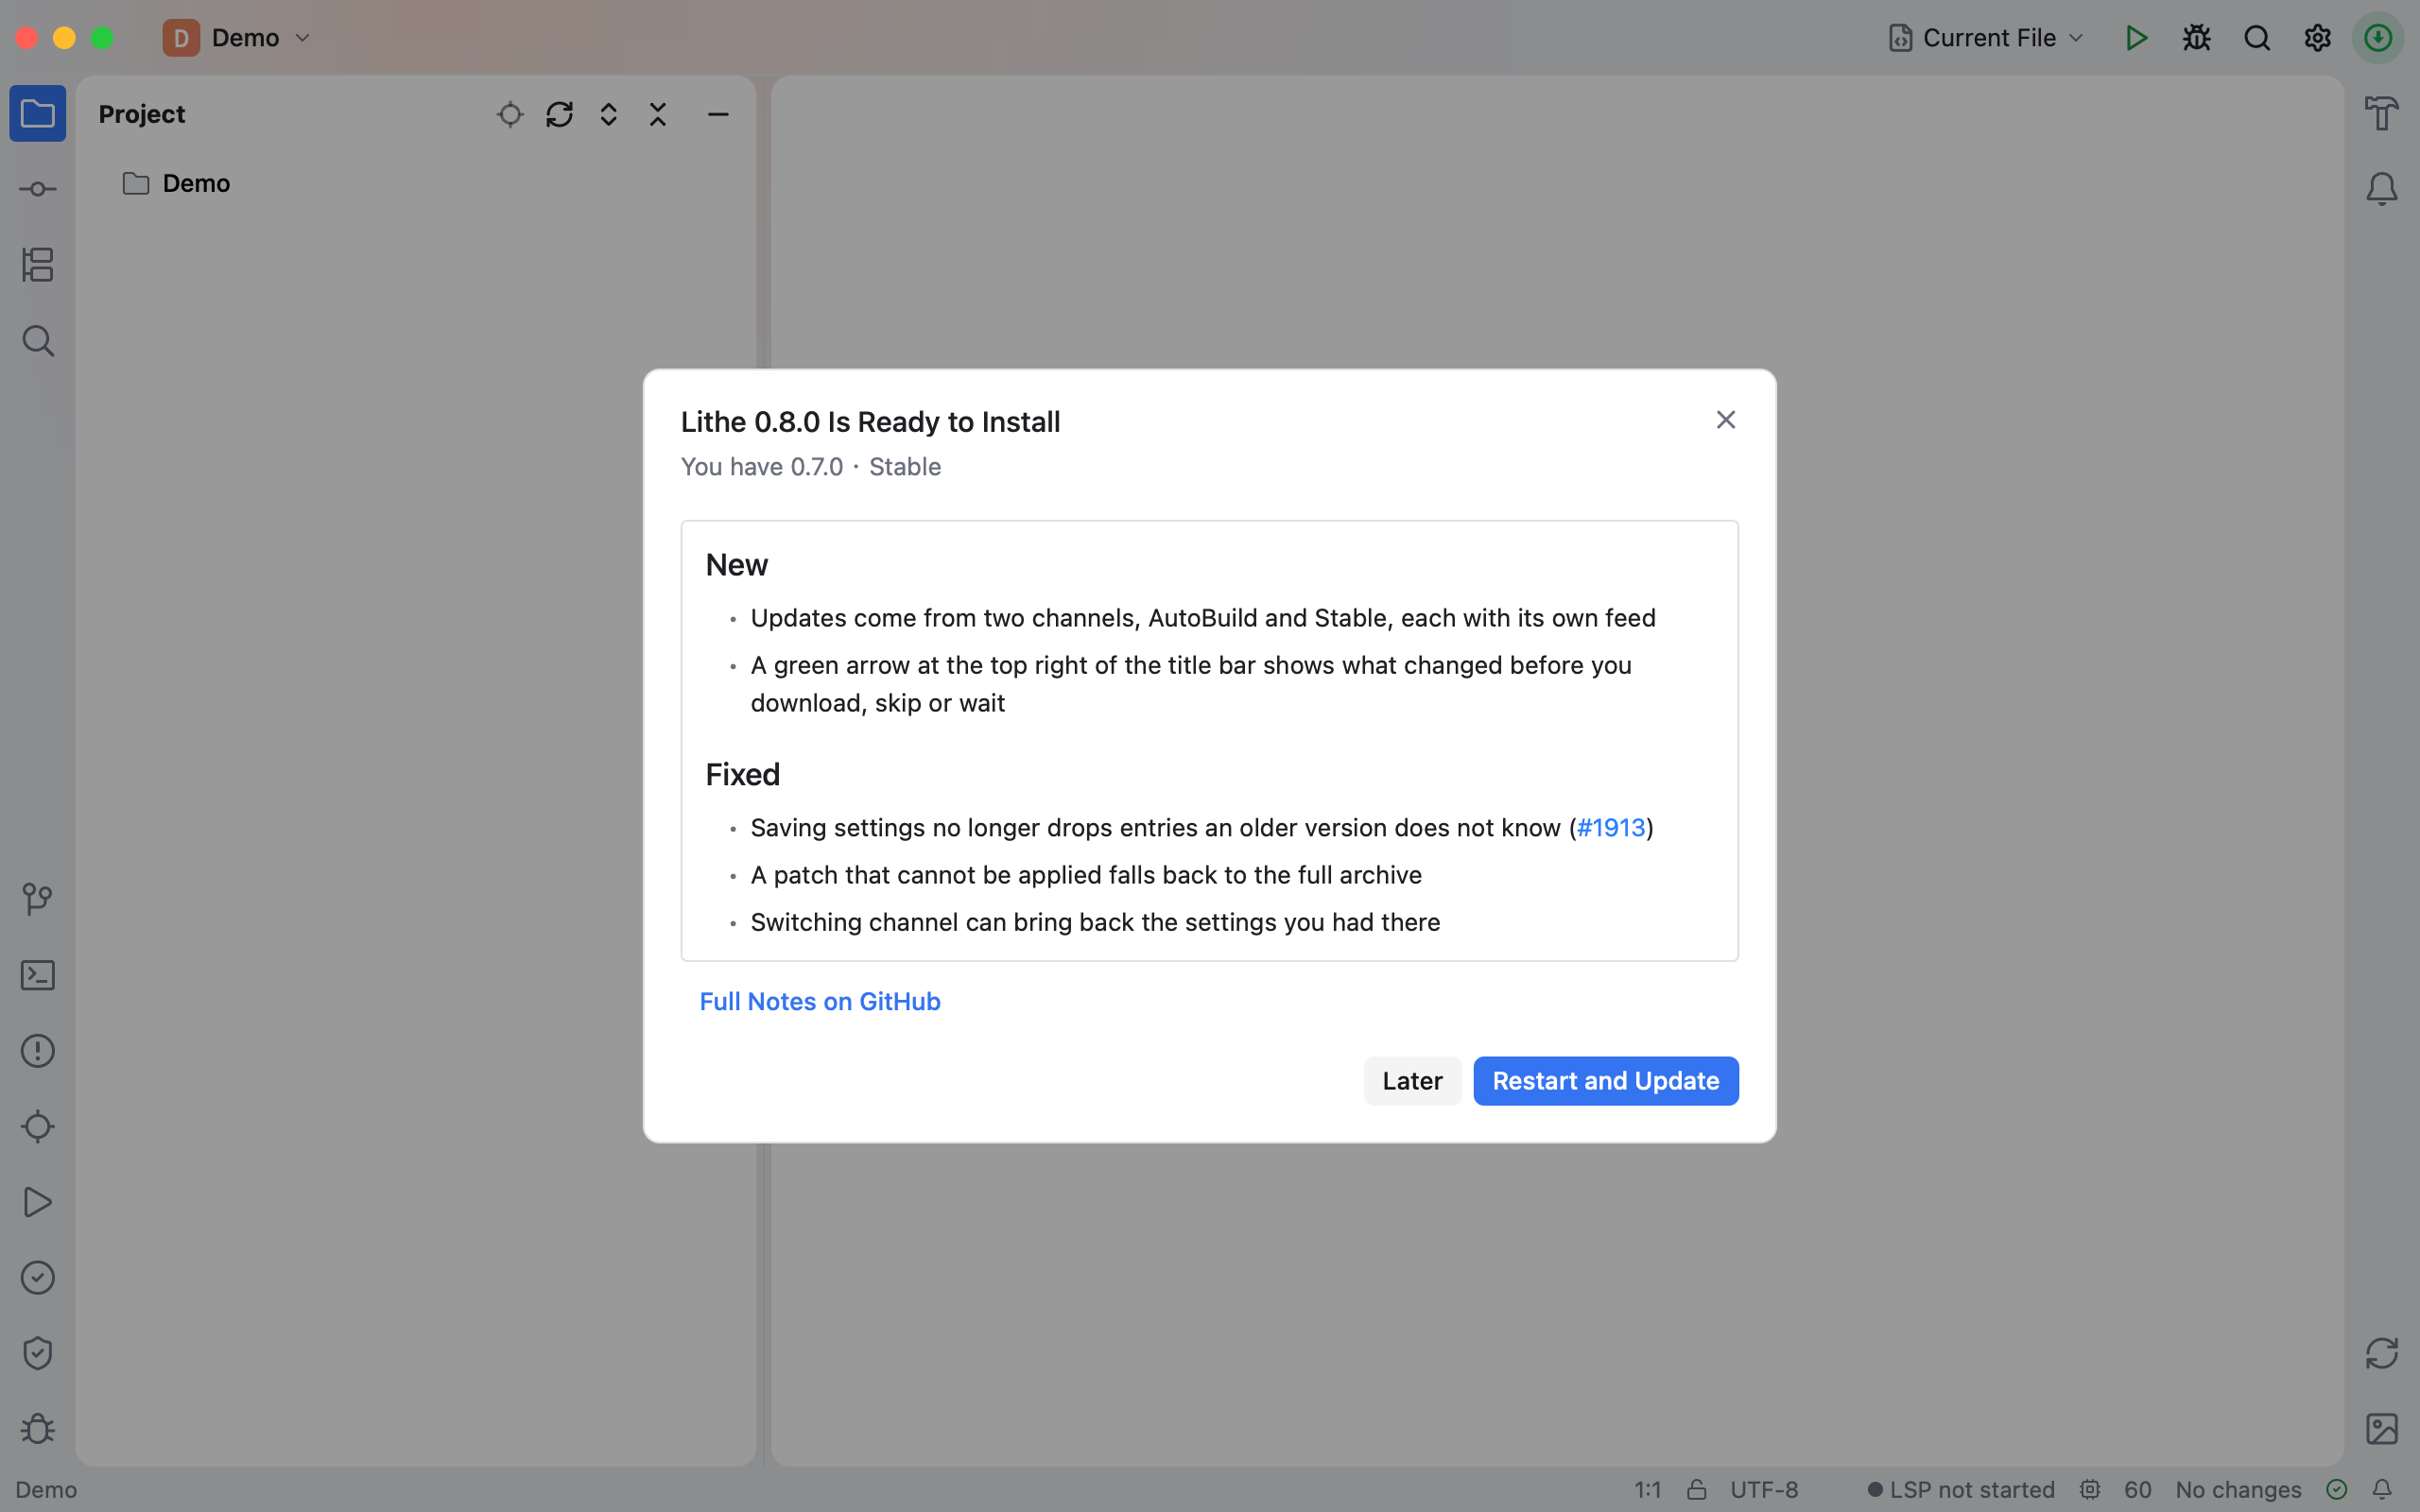 D Demo
Current File
Project
Demo
Lithe 0.8.0 Is Ready to Install
You have 0.7.0 · Stable
New
• Updates come from two channels, AutoBuild and Stable, each with its own feed
• A green arrow at the top right of the title bar shows what changed before you
download, skip or wait
Fixed
• Saving settings no longer drops entries an older version does not know (#1913)
• A patch that cannot be applied falls back to the full archive
• Switching channel can bring back the settings you had there
Full Notes on GitHub
Later
Restart and Update
Demo
1:1
UTF-8
LSP not started
60
No changes